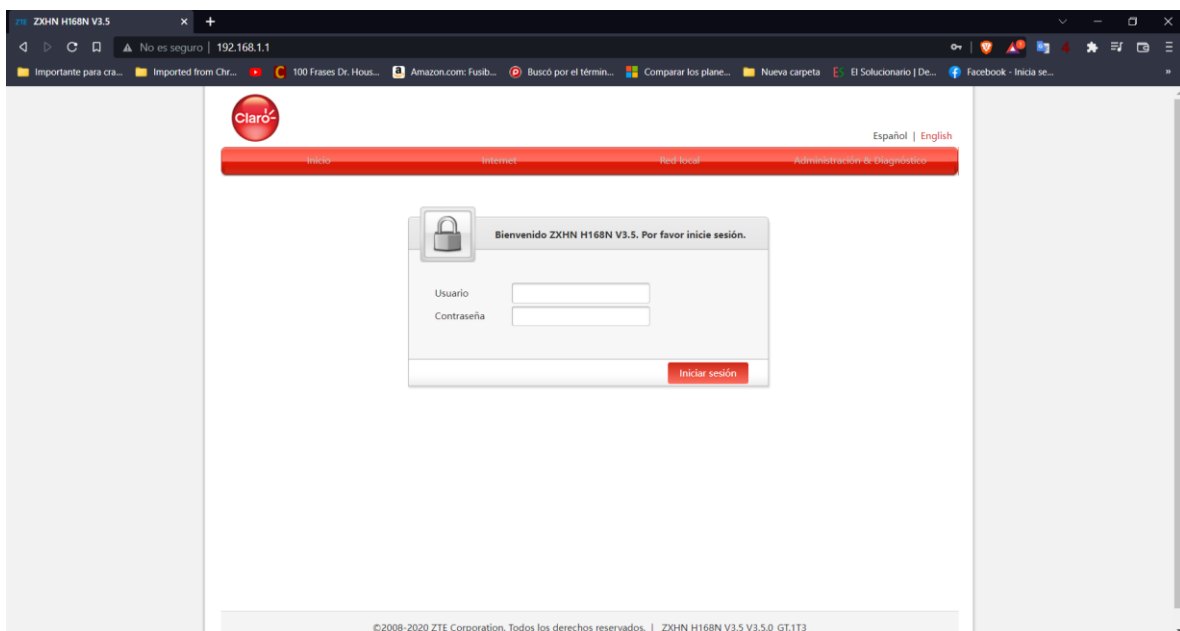 ZTE ZXHN H168N V3.5
No es seguro | 192.168.1.1
Importante para cra... Imported from Chr... 100 Frases Dr. Hous... Amazon.com: Fusib... Buscó por el términ... Comparar los plane... Nueva carpeta ES El Solucionario | De... Facebook - Inicia se... »
Claro
Español | English
Inicio Internet Red local Administración & Diagnóstico
Bienvenido ZXHN H168N V3.5. Por favor inicie sesión.
Usuario
Contraseña
Iniciar sesión
©2008-2020 ZTE Corporation. Todos los derechos reservados. | ZXHN H168N V3.5 V3.5.0_GT.1T3